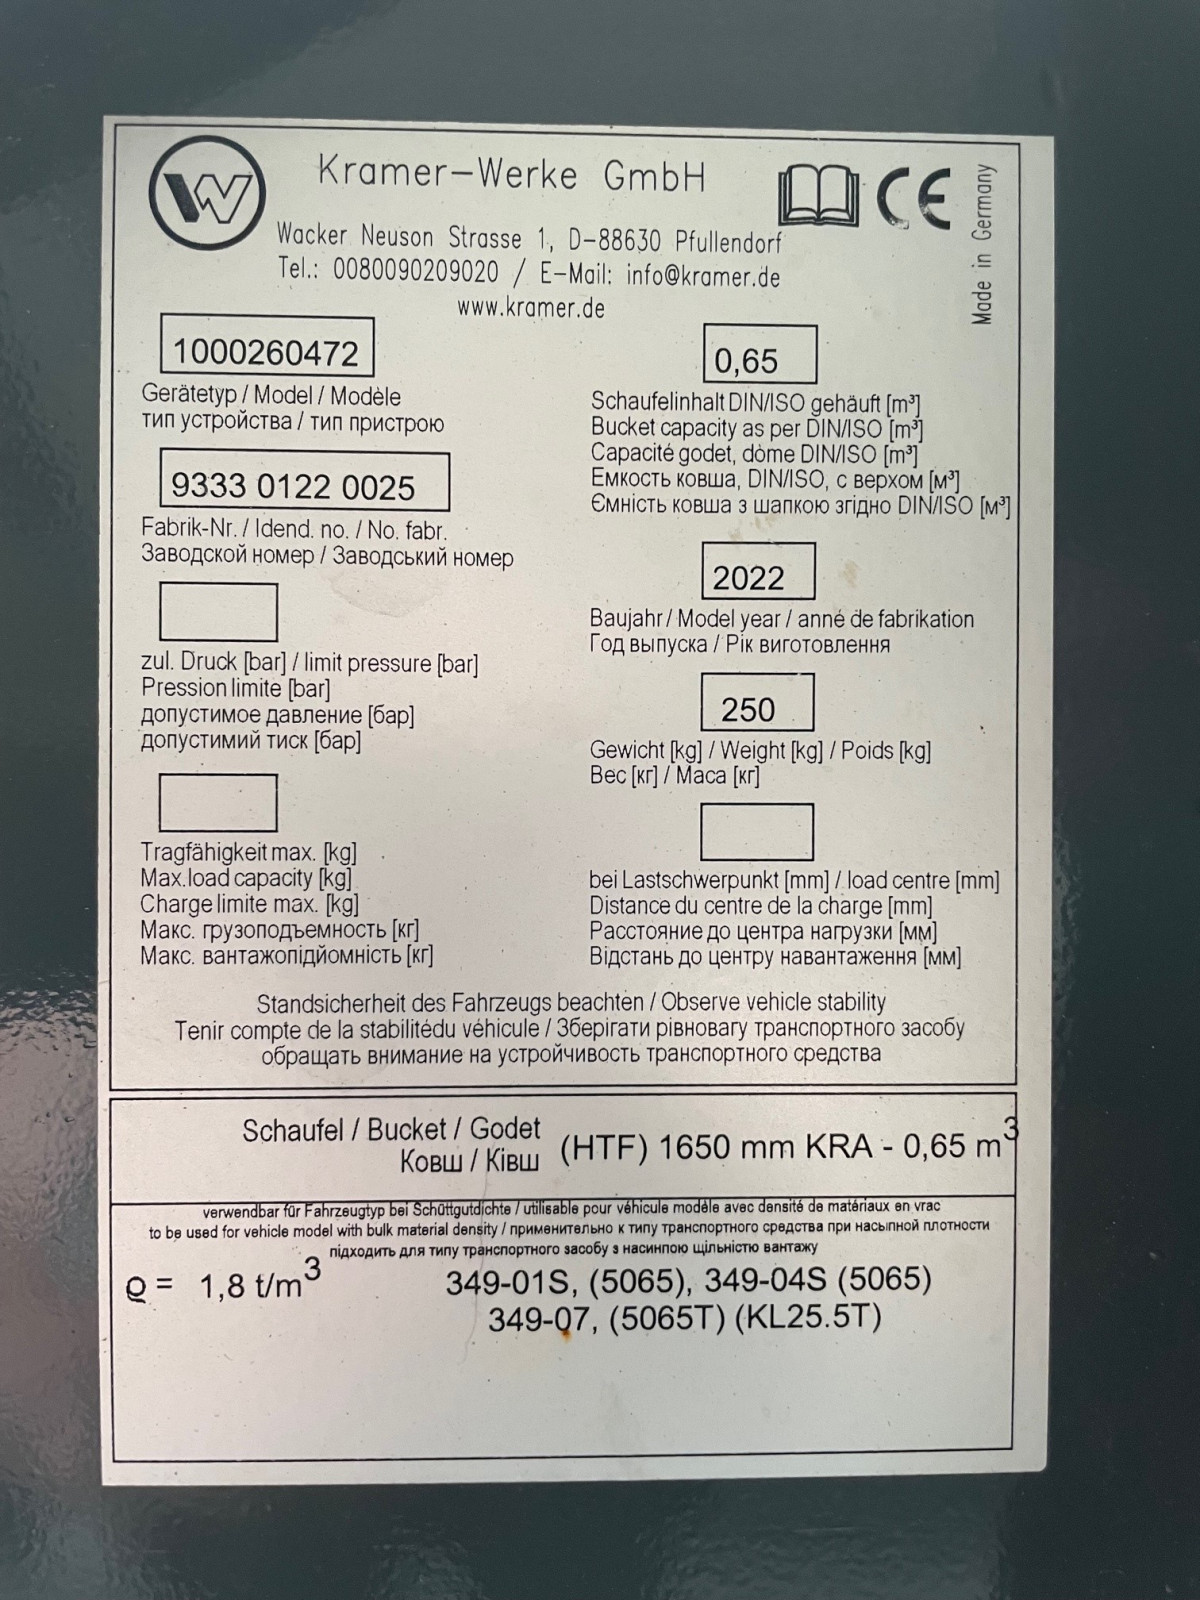 W
Kramer-Werke GmbH
CE
Made in Germany
Wacker Neuson Strasse 1, D-88630 Pfullendorf
Tel.: 0080090209020 / E-Mail: info@kramer.de
www.kramer.de
1000260472
Gerätetyp / Model / Modèle
тип устройства / тип пристрою
9333 0122 0025
Fabrik-Nr. / Idend. no. / No. fabr.
Заводской номер / Заводський номер
zul. Druck [bar] / limit pressure [bar]
Pression limite [bar]
допустимое давление [бар]
допустимий тиск [бар]
Tragfähigkeit max. [kg]
Max.load capacity [kg]
Charge limite max. [kg]
Макс. грузоподъемность [кг]
Макс. вантажопідйомність [кг]
0,65
Schaufelinhalt DIN/ISO gehäuft [m³]
Bucket capacity as per DIN/ISO [m³]
Capacité godet, dôme DIN/ISO [m³]
Емкость ковша, DIN/ISO, с верхом [м³]
Ємність ковша з шапкою згідно DIN/ISO [м³]
2022
Baujahr / Model year / anné de fabrikation
Год выпуска / Рік виготовлення
250
Gewicht [kg] / Weight [kg] / Poids [kg]
Вес [кг] / Маса [кг]
bei Lastschwerpunkt [mm] / load centre [mm]
Distance du centre de la charge [mm]
Расстояние до центра нагрузки [мм]
Відстань до центру навантаження [мм]
Standsicherheit des Fahrzeugs beachten / Observe vehicle stability
Tenir compte de la stabilitédu véhicule / Зберігати рівновагу транспортного засобу
обращать внимание на устройчивость транспортного средства
Schaufel / Bucket / Godet
Ковш / Ківш
(HTF) 1650 mm KRA - 0,65 m³
verwendbar für Fahrzeugtyp bei Schüttgutdichte / utilisable pour véhicule modèle avec densité de matériaux en vrac
to be used for vehicle model with bulk material density / применительно к типу транспортного средства при насыпной плотности
підходить для типу транспортного засобу з насинпою щільністю вантажу
ϱ = 1,8 t/m³
349-01S, (5065), 349-04S (5065)
349-07, (5065T) (KL25.5T)